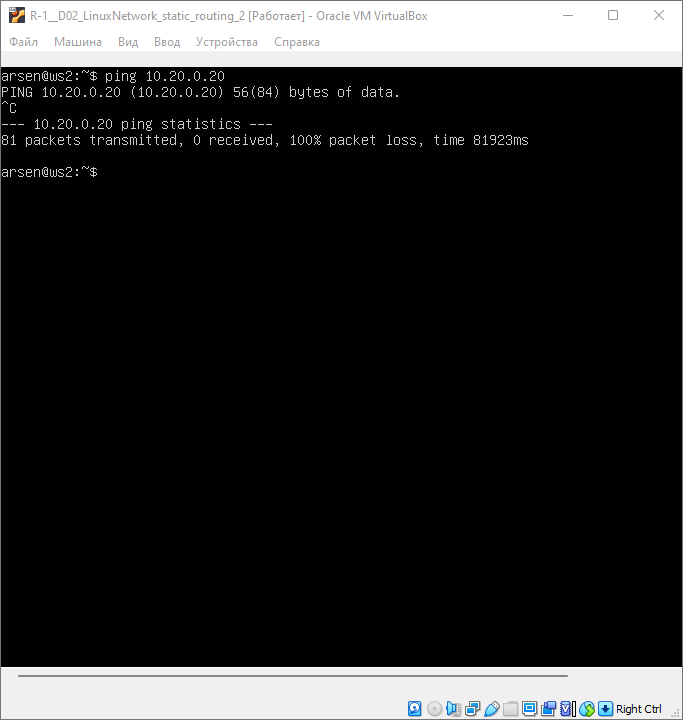 R-1__D02_LinuxNetwork_static_routing_2 [Работает] - Oracle VM VirtualBox
Файл Машина Вид Ввод Устройства Справка
arsen@ws2:~$ ping 10.20.0.20
PING 10.20.0.20 (10.20.0.20) 56(84) bytes of data.
^C
--- 10.20.0.20 ping statistics ---
81 packets transmitted, 0 received, 100% packet loss, time 81923ms
arsen@ws2:~$
Right Ctrl